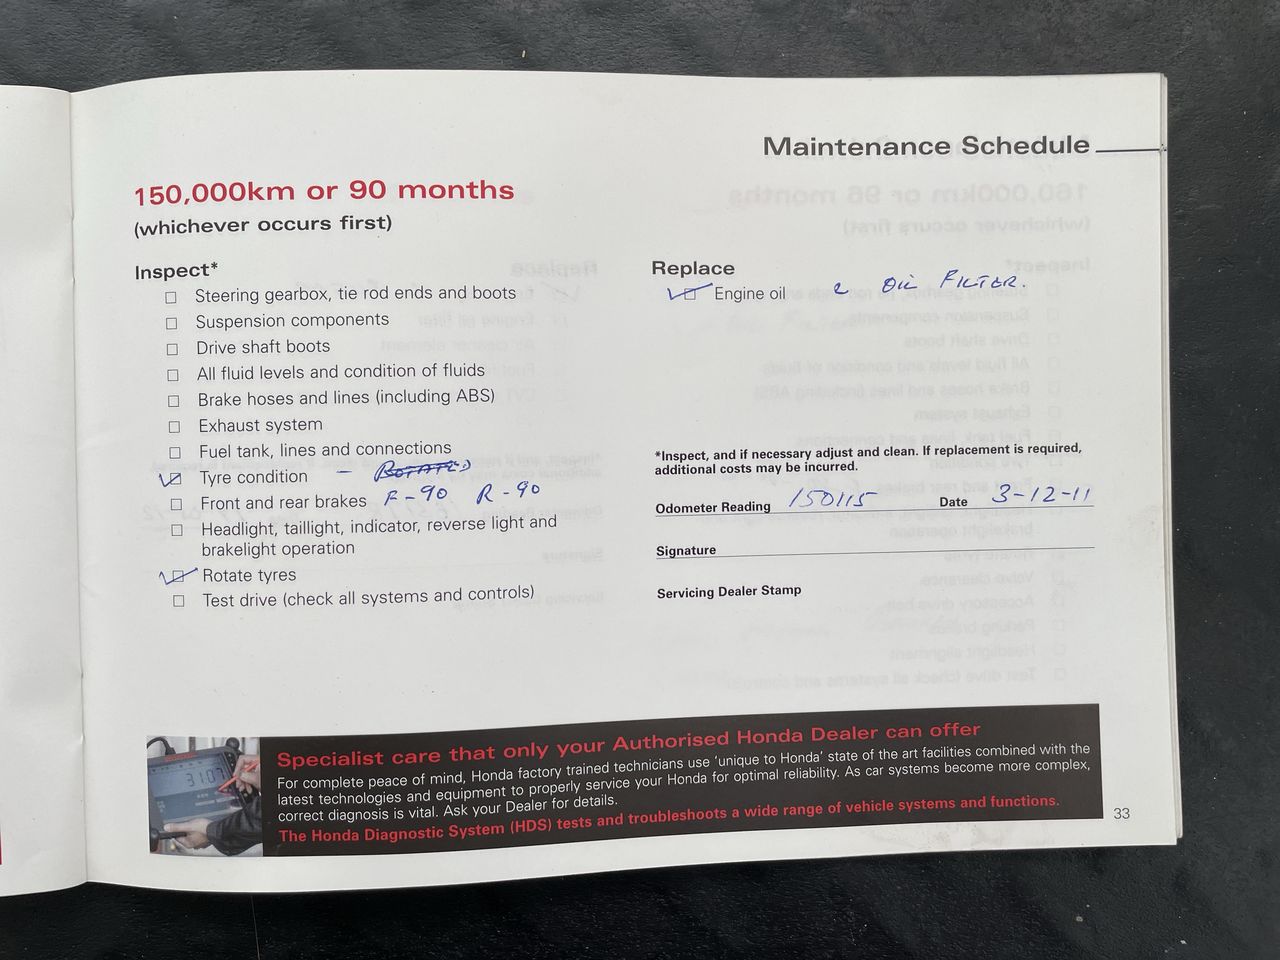 Maintenance Schedule
150,000km or 90 months
(whichever occurs first)
Inspect*
☐ Steering gearbox, tie rod ends and boots
☐ Suspension components
☐ Drive shaft boots
☐ All fluid levels and condition of fluids
☐ Brake hoses and lines (including ABS)
☐ Exhaust system
☐ Fuel tank, lines and connections
☑ Tyre condition -
☐ Front and rear brakes F-90 R-90
☐ Headlight, taillight, indicator, reverse light and
brakelight operation
☑ Rotate tyres
☐ Test drive (check all systems and controls)
Replace
☑ Engine oil & OIL FILTER.
*Inspect, and if necessary adjust and clean. If replacement is required,
additional costs may be incurred.
Odometer Reading 150115 Date 3-12-11
Signature
Servicing Dealer Stamp
3107
Specialist care that only your Authorised Honda Dealer can offer
For complete peace of mind, Honda factory trained technicians use 'unique to Honda' state of the art facilities combined with the
latest technologies and equipment to properly service your Honda for optimal reliability. As car systems become more complex,
correct diagnosis is vital. Ask your Dealer for details.
The Honda Diagnostic System (HDS) tests and troubleshoots a wide range of vehicle systems and functions.
33